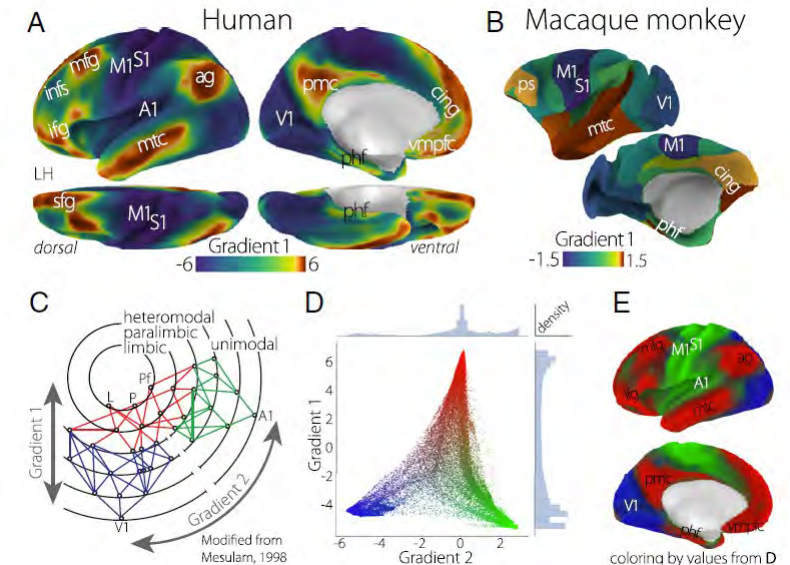 A
Human
B
Macaque monkey
mfg
M1 S1
infs
ag
A1
ifg
mtc
LH
pmc
cing
V1
vmpfc
phf
ps
M1
S1
V1
mtc
M1
cing
phf
sfg
M1 S1
phf
dorsal
ventral
Gradient 1
-6
6
Gradient 1
-1.5
1.5
C
heteromodal
paralimbic
limbic
unimodal
Pf
L
P
A1
V1
Gradient 1
Gradient 2
Modified from
Mesulam, 1998
D
density
6
4
2
0
-2
-4
Gradient 1
-6
-4
-2
0
2
Gradient 2
E
mfg
M1 S1
ag
A1
ifg
mtc
pmc
V1
phf
vmpfc
coloring by values from D